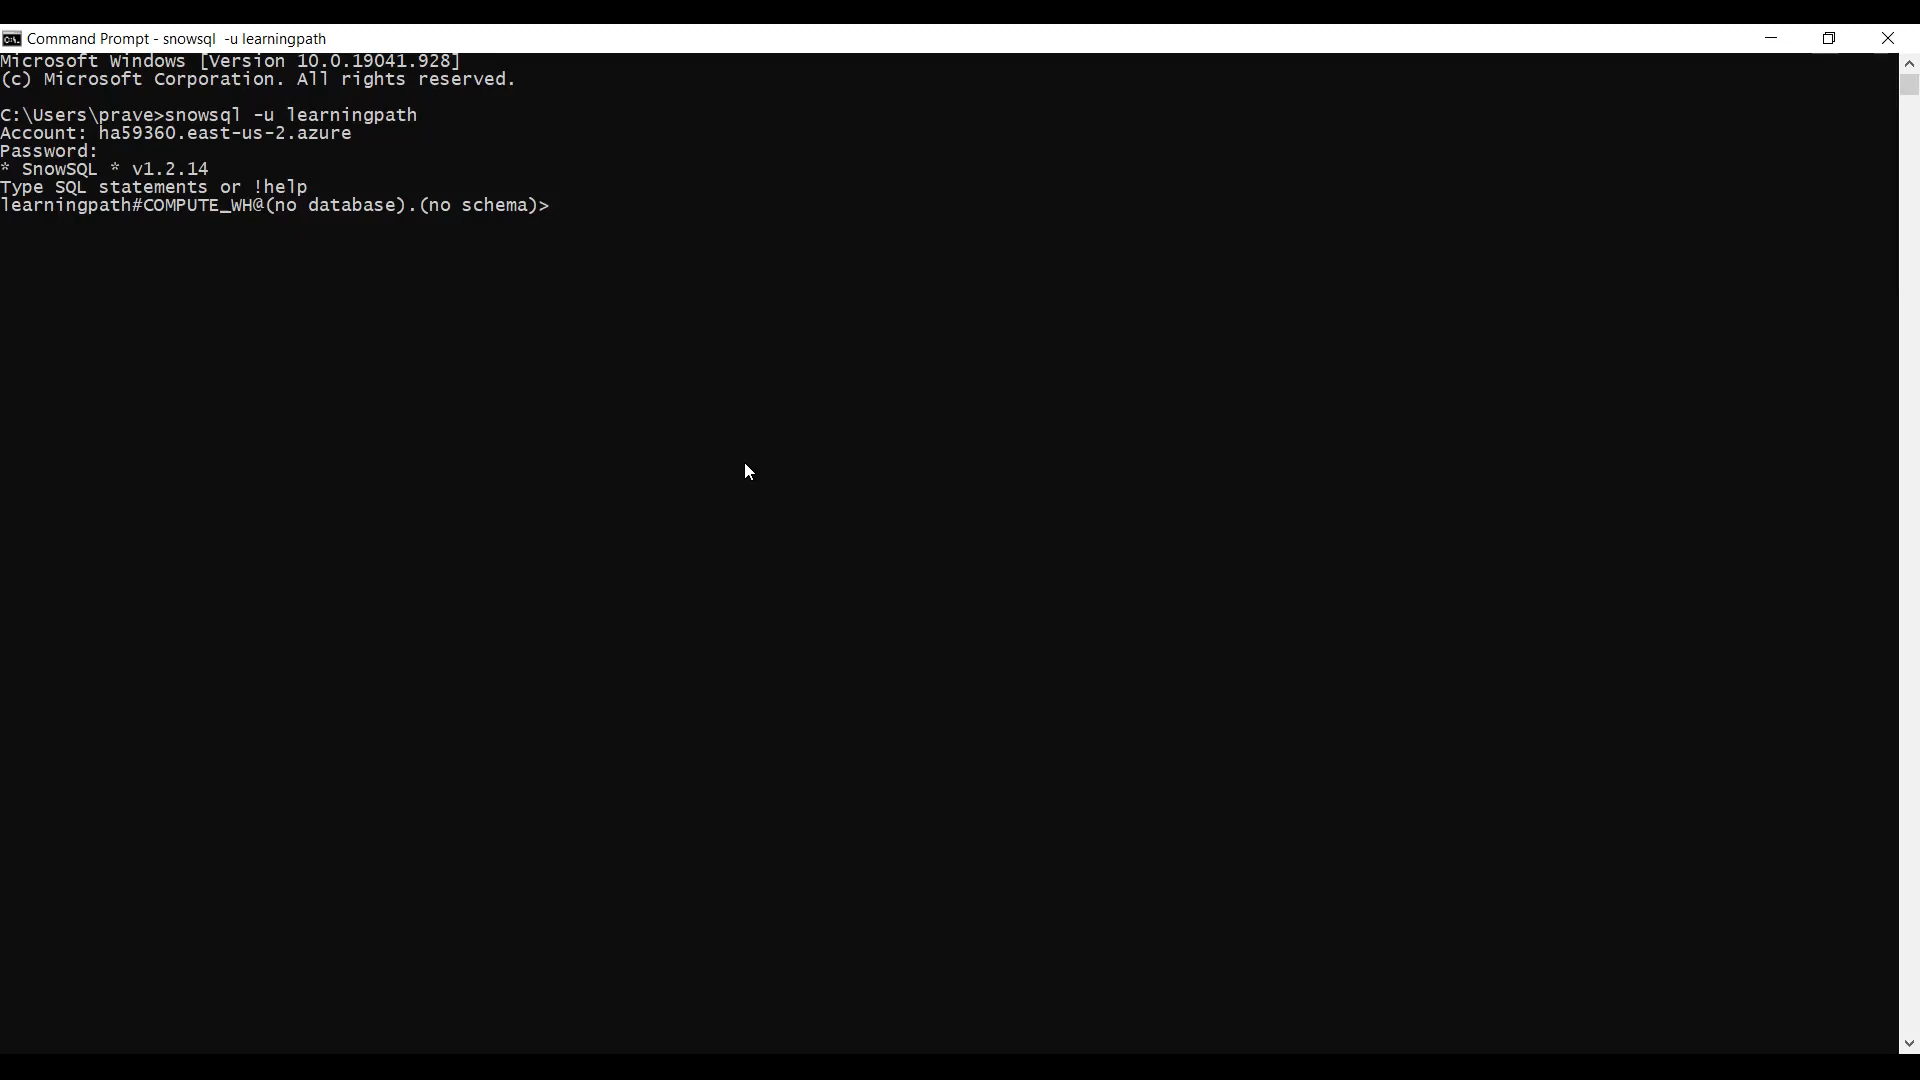 Command Prompt - snowsql  -u learningpath
Microsoft Windows [Version 10.0.19041.928]
(c) Microsoft Corporation. All rights reserved.
C:\Users\prave>snowsql -u learningpath
Account: ha59360.east-us-2.azure
Password:
* SnowSQL * v1.2.14
Type SQL statements or !help
learningpath#COMPUTE_WH@(no database).(no schema)>